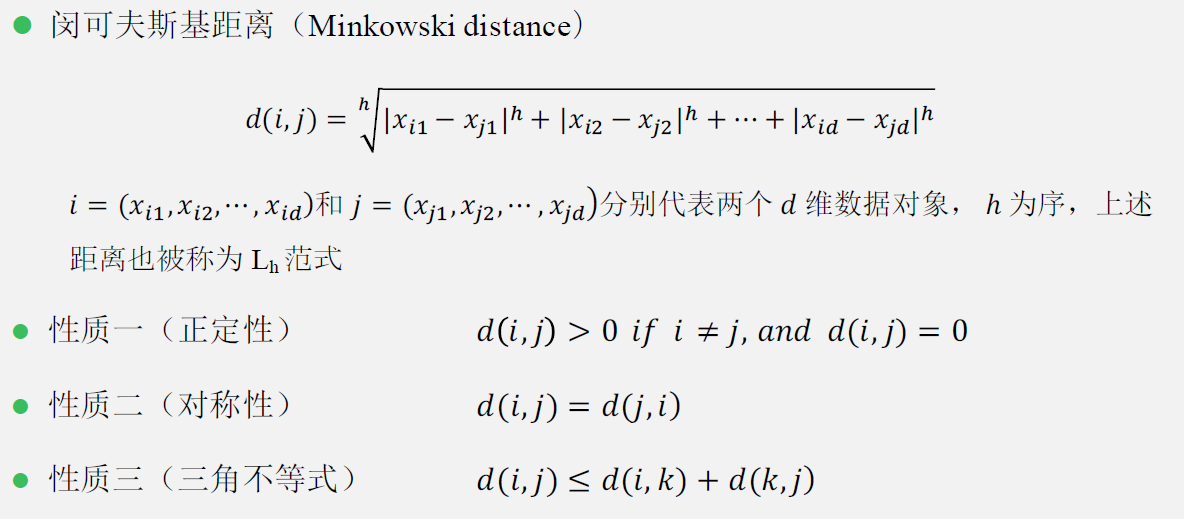 闵可夫斯基距离（Minkowski distance）
d(i,j) = \sqrt[h]{|x_{i1} − x_{j1}|^h + |x_{i2} − x_{j2}|^h + ⋯ + |x_{id} − x_{jd}|^h}
i = (x_{i1}, x_{i2}, ⋯, x_{id})和 j = (x_{j1}, x_{j2}, ⋯, x_{jd})分别代表两个 d 维数据对象， h 为序，上述
距离也被称为 L_h 范式
性质一（正定性） d(i,j) > 0 if i ≠ j, and d(i,j) = 0
性质二（对称性） d(i,j) = d(j,i)
性质三（三角不等式） d(i,j) ≤ d(i,k) + d(k,j)